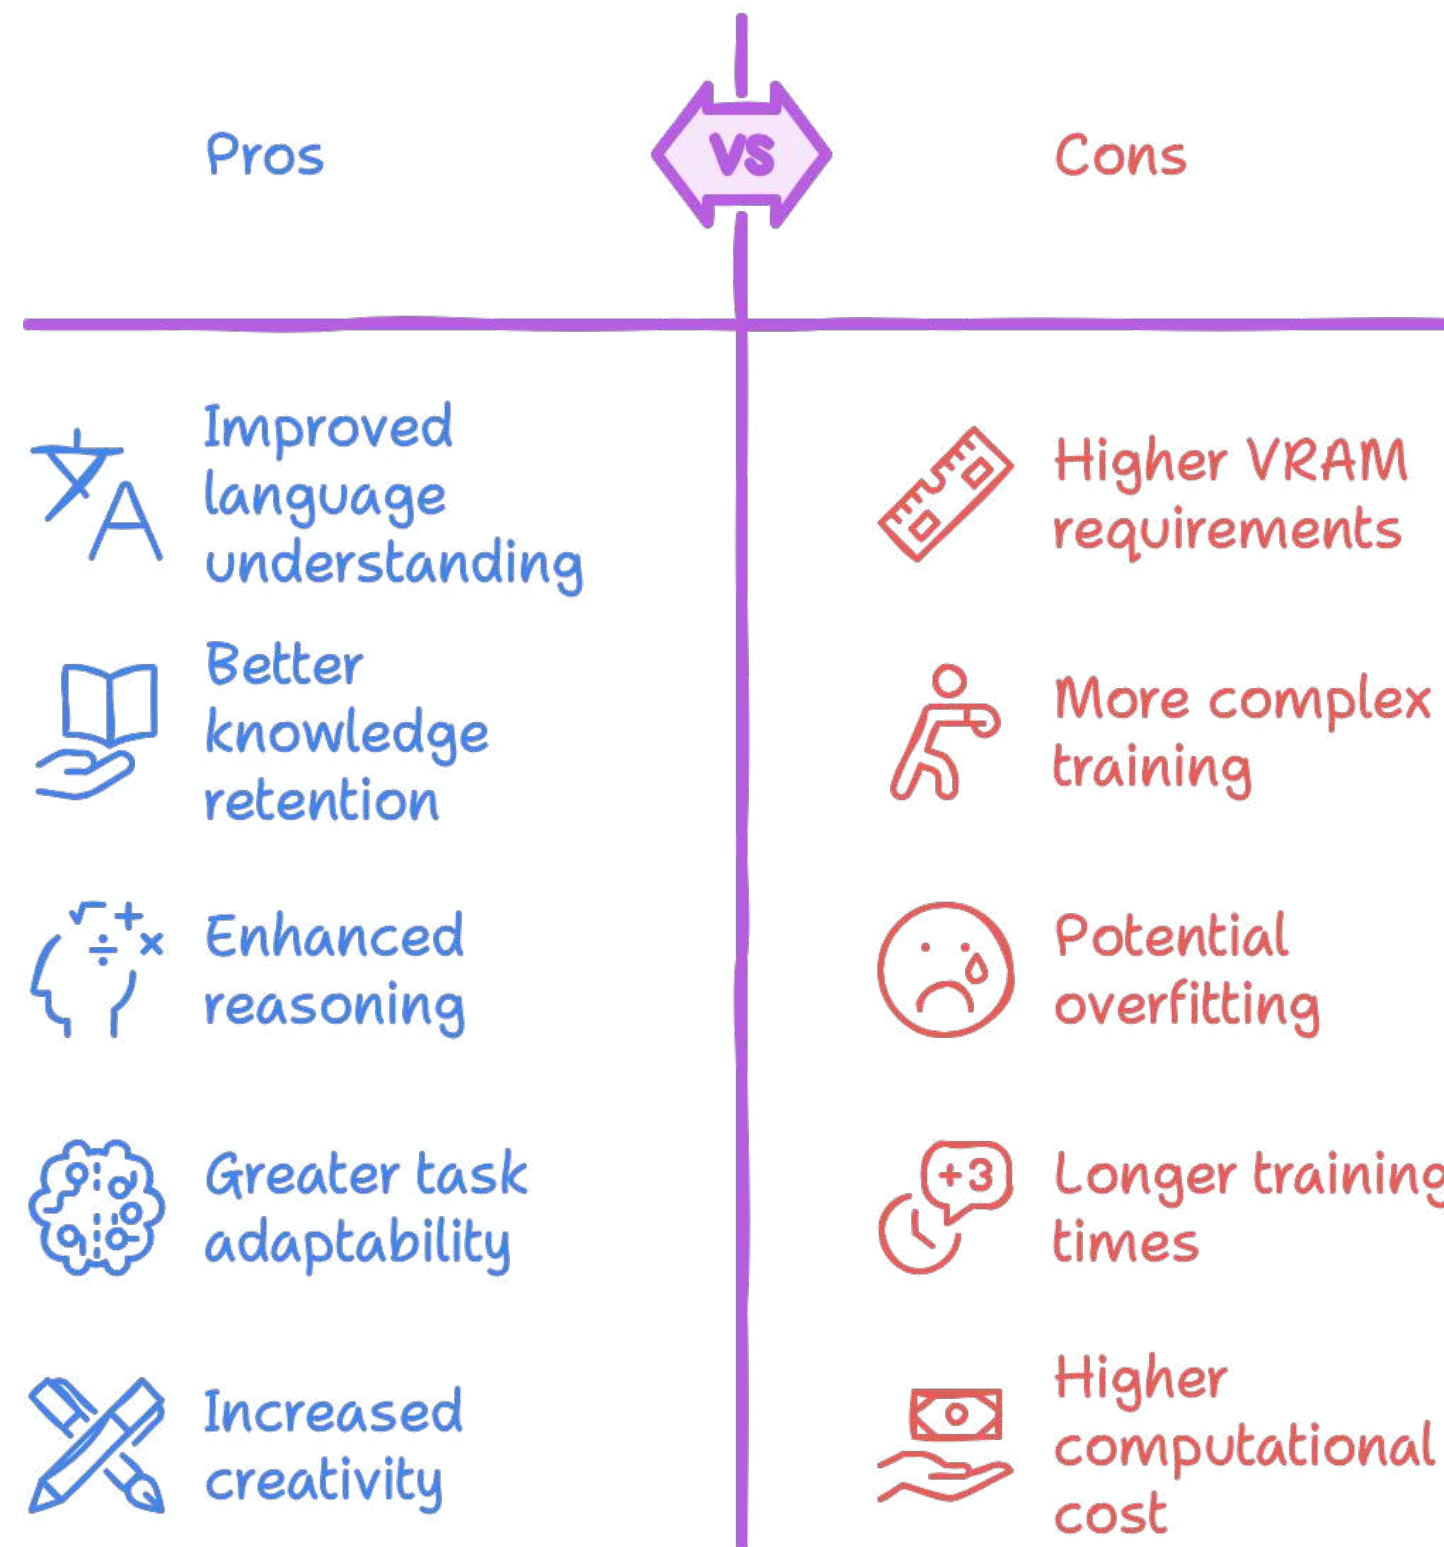 Pros
VS
Cons
Improved
language
understanding
Better
knowledge
retention
Enhanced
reasoning
Greater task
adaptability
Increased
creativity
Higher VRAM
requirements
More complex
training
Potential
overfitting
+3
Longer training
times
Higher
computational
cost